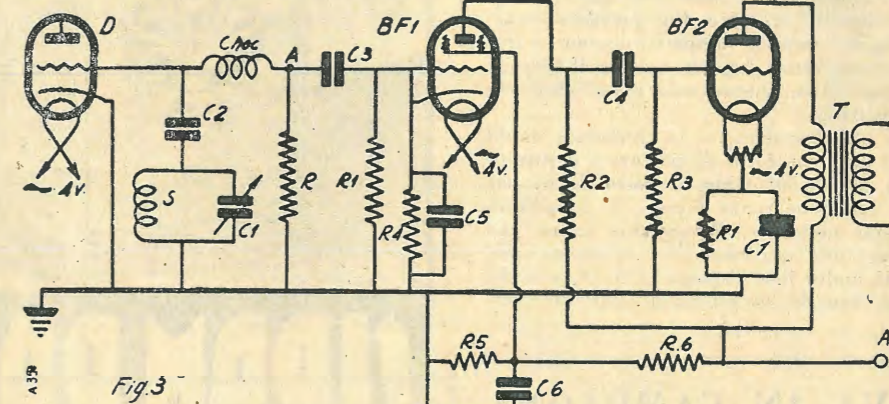 D
Choc
A
C3
BF1
BF2
C2
C4
T
4v.
4v.
4v.
S
C1
R
R1
R4
C5
R2
R3
R1
C1
R5
R.6
A
C6
A 359
Fig.3